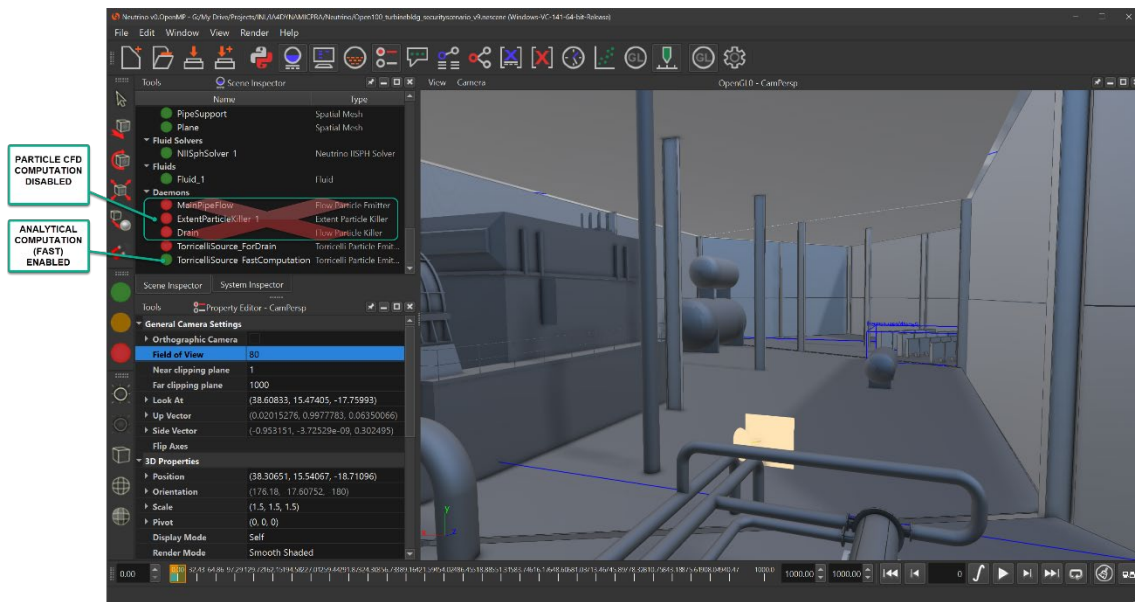 Neutrino v0.OpenMP - G:/My Drive/Projects/INL/IA4DYNAMICPRA/Neutrino/Open100_turbinebldg_securityscenario_v9.nescene (Windows-VC-141-64-bit-Release)
File Edit Window View Render Help
Tools Scene Inspector
Name Type
PipeSupport Spatial Mesh
Plane Spatial Mesh
Fluid Solvers
NIISphSolver 1 Neutrino IISPH Solver
Fluids
Fluid_1 Fluid
Daemons
MainPipeFlow Flow Particle Emitter
ExtentParticleKiller 1 Extent Particle Killer
Drain Flow Particle Killer
TorricelliSource_ForDrain Torricelli Particle Emit...
TorricelliSource FastComputation Torricelli Particle Emit...
PARTICLE CFD
COMPUTATION
DISABLED
ANALYTICAL
COMPUTATION
(FAST)
ENABLED
Scene Inspector System Inspector
Tools Property Editor - CamPersp
General Camera Settings
Orthographic Camera
Field of View 80
Near clipping plane 1
Far clipping plane 1000
Look At (38.60833, 15.47405, -17.75993)
Up Vector (0.02015276, 0.9977783, 0.06350066)
Side Vector (-0.953151, -3.72529e-09, 0.302495)
Flip Axes
3D Properties
Position (38.30651, 15.54067, -18.71096)
Orientation (176.18, 17.60752, 180)
Scale (1.5, 1.5, 1.5)
Pivot (0, 0, 0)
Display Mode Self
Render Mode Smooth Shaded
View Camera OpenGL0 - CamPersp
GL GL
y
x z
0.00 1000.0 1000.00 1000.00 0